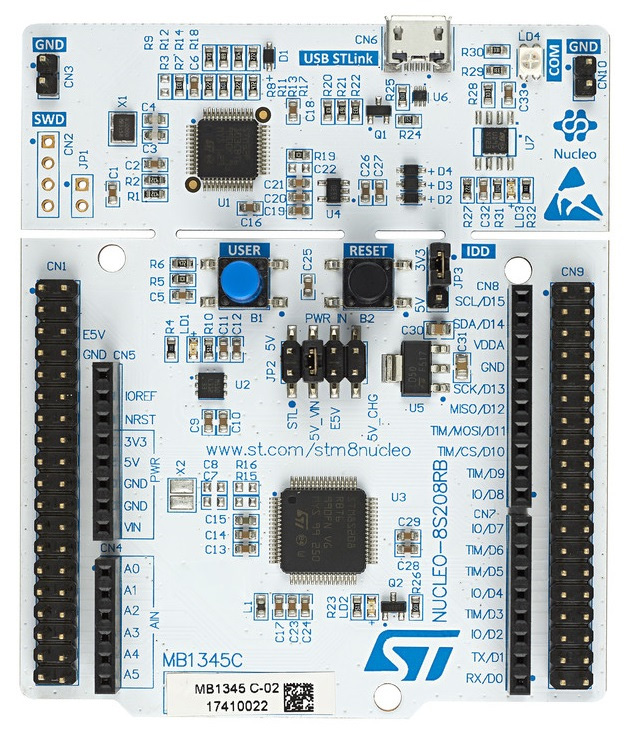 GND
CN3
SWD
CN2
JP1
X1
C4
C3
C2
R2
C1
R1
R9
R12
R14
R10
R3
R7
C6
R18
D1
R8
R11
R13
R17
C18
U1
C16
USB STLink
CN6
R20
R21
R22
R25
U6
Q1
R24
R19
C22
C21
C20
C19
U4
C26
C27
D4
D3
D2
R30
R29
R28
LD4
COM
C33
GND
CN10
U7
Nucleo
R27
C32
R31
LD3
R32
CN1
R6
R5
C5
USER
B1
C25
RESET
B2
3V3
5V
JP3
IDD
CN8
CN9
E5V
GND
CN5
IOREF
NRST
3V3
5V
GND
GND
VIN
PWR
R4
LD1
R10
C11
C12
U2
C9
C10
PWR IN
JP2
5V
STL
5V_VIN
E5V
5V_CHG
C30
C31
U5
SCL/D15
SDA/D14
VDDA
GND
SCK/D13
MISO/D12
TIM/MOSI/D11
TIM/CS/D10
TIM/D9
IO/D8
CN7
IO/D7
TIM/D6
TIM/D5
IO/D4
TIM/D3
IO/D2
TX/D1
RX/D0
www.st.com/stm8nucleo
X2
C8
C7
R16
R15
C15
C14
C13
U3
C29
C28
NUCLEO-8S208RB
CN4
A0
A1
A2
A3
A4
A5
AIN
L1
C17
C23
C24
R23
LD2
Q2
R26
ST
MB1345C
MB1345 C-02
17410022